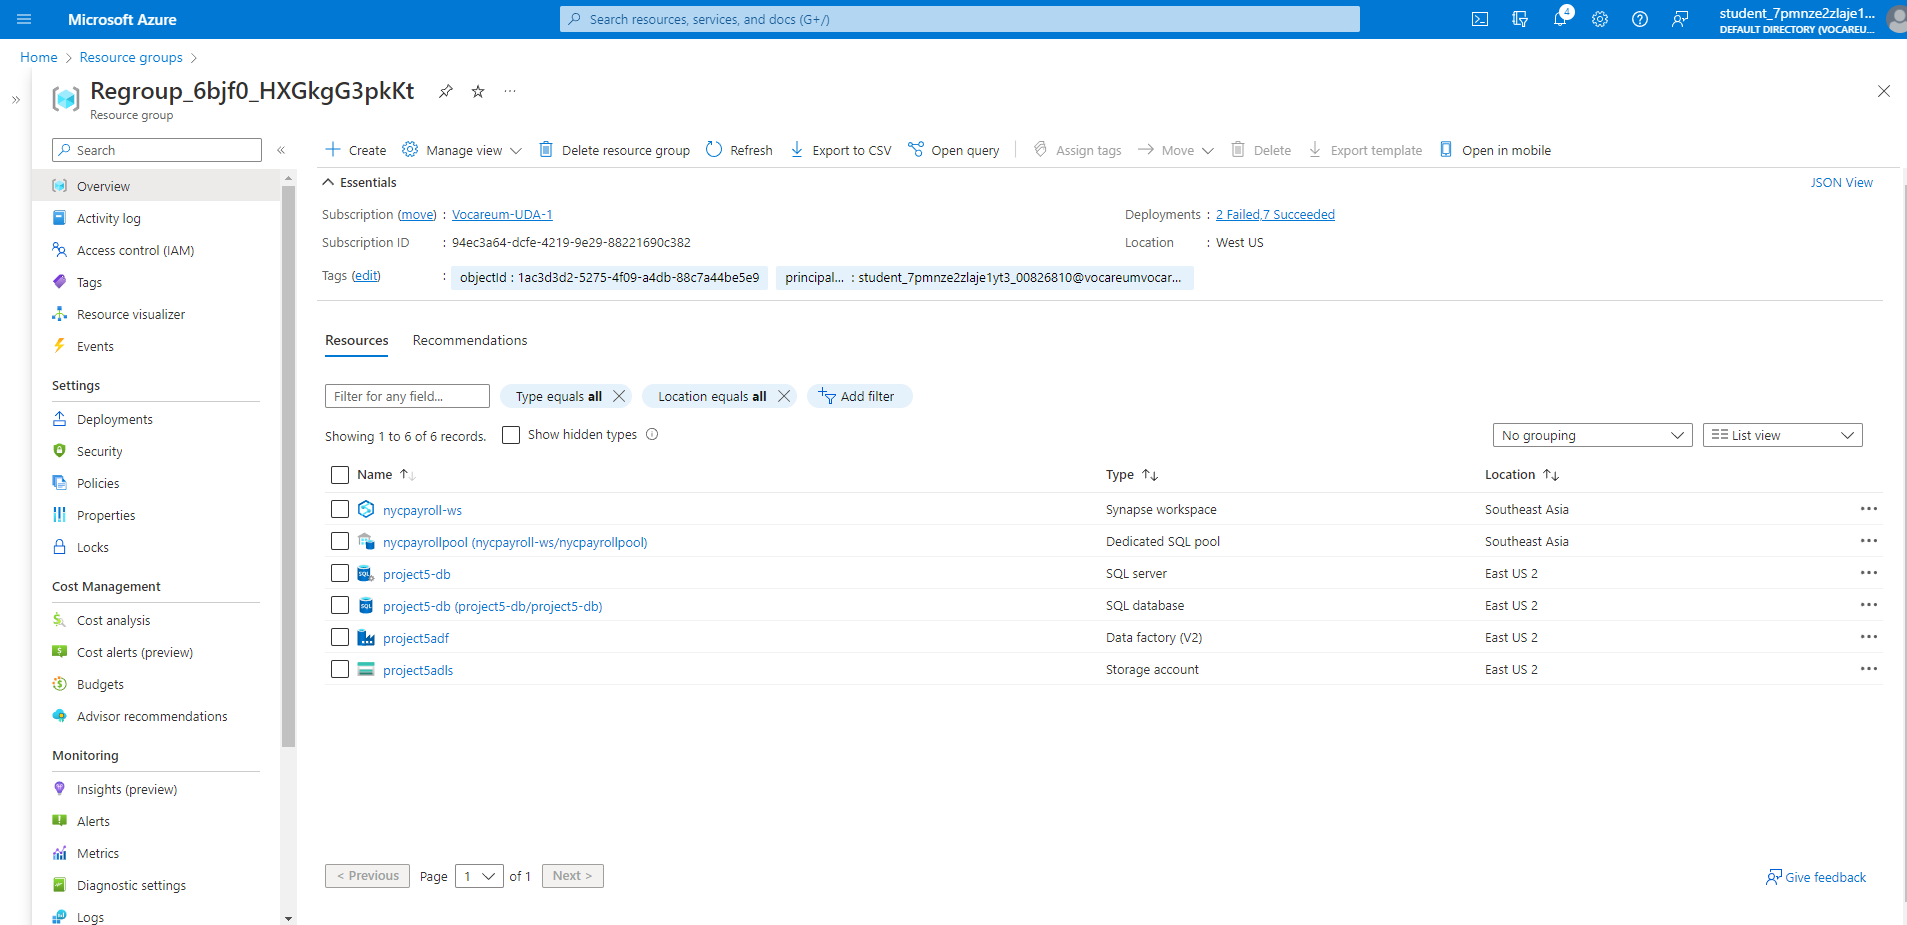 Microsoft Azure
Search resources, services, and docs (G+/)
4
student_7pmnze2zlaje1...
DEFAULT DIRECTORY (VOCAREU...
Home > Resource groups >
Regroup_6bjf0_HXGkgG3pkKt
Resource group
Search
Create Manage view Delete resource group Refresh Export to CSV Open query Assign tags Move Delete Export template Open in mobile
Overview
Activity log
Access control (IAM)
Tags
Resource visualizer
Events
Settings
Deployments
Security
Policies
Properties
Locks
Cost Management
Cost analysis
Cost alerts (preview)
Budgets
Advisor recommendations
Monitoring
Insights (preview)
Alerts
Metrics
Diagnostic settings
Logs
Essentials
JSON View
Subscription (move) : Vocareum-UDA-1
Deployments : 2 Failed,7 Succeeded
Subscription ID : 94ec3a64-dcfe-4219-9e29-88221690c382
Location : West US
Tags (edit) : objectId : 1ac3d3d2-5275-4f09-a4db-88c7a44be5e9 principal... : student_7pmnze2zlaje1yt3_00826810@vocareumvocar...
Resources Recommendations
Filter for any field... Type equals all Location equals all Add filter
Showing 1 to 6 of 6 records. Show hidden types
No grouping List view
Name Type Location
nycpayroll-ws Synapse workspace Southeast Asia
nycpayrollpool (nycpayroll-ws/nycpayrollpool) Dedicated SQL pool Southeast Asia
project5-db SQL server East US 2
project5-db (project5-db/project5-db) SQL database East US 2
project5adf Data factory (V2) East US 2
project5adls Storage account East US 2
< Previous Page 1 of 1 Next >
Give feedback